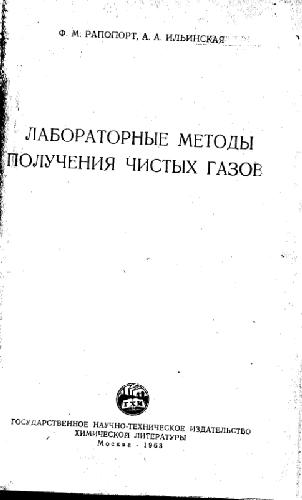 Ф. М. РАПОПОРТ, А. А. ИЛЬИНСКАЯ
ЛАБОРАТОРНЫЕ МЕТОДЫ
ПОЛУЧЕНИЯ ЧИСТЫХ ГАЗОВ
ГХИ
ГОСУДАРСТВЕННОЕ НАУЧНО-ТЕХНИЧЕСКОЕ ИЗДАТЕЛЬСТВО
ХИМИЧЕСКОЙ ЛИТЕРАТУРЫ
Москва - 1963